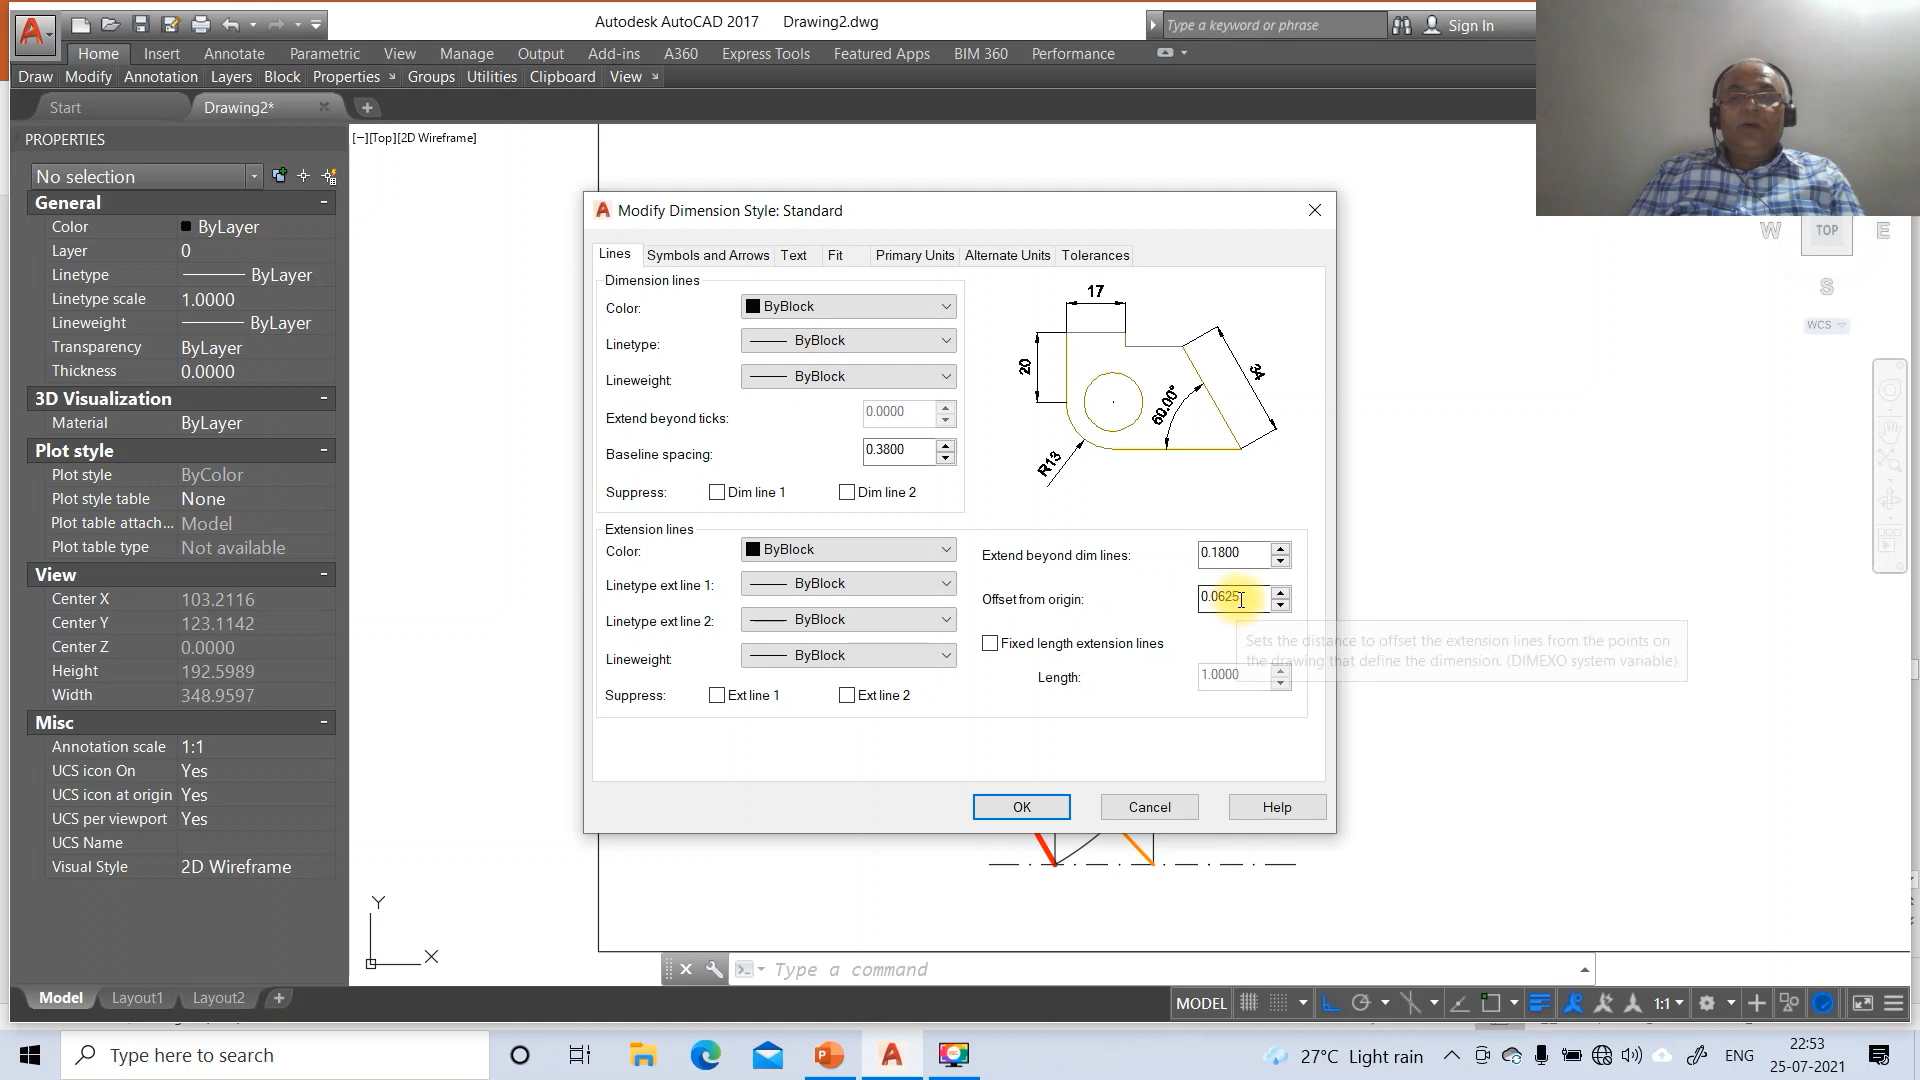 Autodesk AutoCAD 2017 Drawing2.dwg
Type a keyword or phrase
Sign In
Home Insert Annotate Parametric View Manage Output Add-ins A360 Express Tools Featured Apps BIM 360 Performance
Draw Modify Annotation Layers Block Properties Groups Utilities Clipboard View
Start Drawing2*
PROPERTIES
No selection
General
Color ByLayer
Layer 0
Linetype ByLayer
Linetype scale 1.0000
Lineweight ByLayer
Transparency ByLayer
Thickness 0.0000
3D Visualization
Material ByLayer
Plot style
Plot style ByColor
Plot style table None
Plot table attach... Model
Plot table type Not available
View
Center X 103.2116
Center Y 123.1142
Center Z 0.0000
Height 192.5989
Width 348.9597
Misc
Annotation scale 1:1
UCS icon On Yes
UCS icon at origin Yes
UCS per viewport Yes
UCS Name
Visual Style 2D Wireframe
[−][Top][2D Wireframe]
W TOP E
S
WCS
Modify Dimension Style: Standard
Lines Symbols and Arrows Text Fit Primary Units Alternate Units Tolerances
Dimension lines
Color: ByBlock
Linetype: ByBlock
Lineweight: ByBlock
Extend beyond ticks: 0.0000
Baseline spacing: 0.3800
Suppress: Dim line 1 Dim line 2
17
20
34
60.00°
R13
Extension lines
Color: ByBlock
Linetype ext line 1: ByBlock
Linetype ext line 2: ByBlock
Lineweight: ByBlock
Suppress: Ext line 1 Ext line 2
Extend beyond dim lines: 0.1800
Offset from origin: 0.0625
Fixed length extension lines
Length: 1.0000
Sets the distance to offset the extension lines from the points on
the drawing that define the dimension. (DIMEXO system variable)
OK Cancel Help
Y
X
Type a command
Model Layout1 Layout2
MODEL 1:1
Type here to search
27°C Light rain
ENG
22:53
25-07-2021